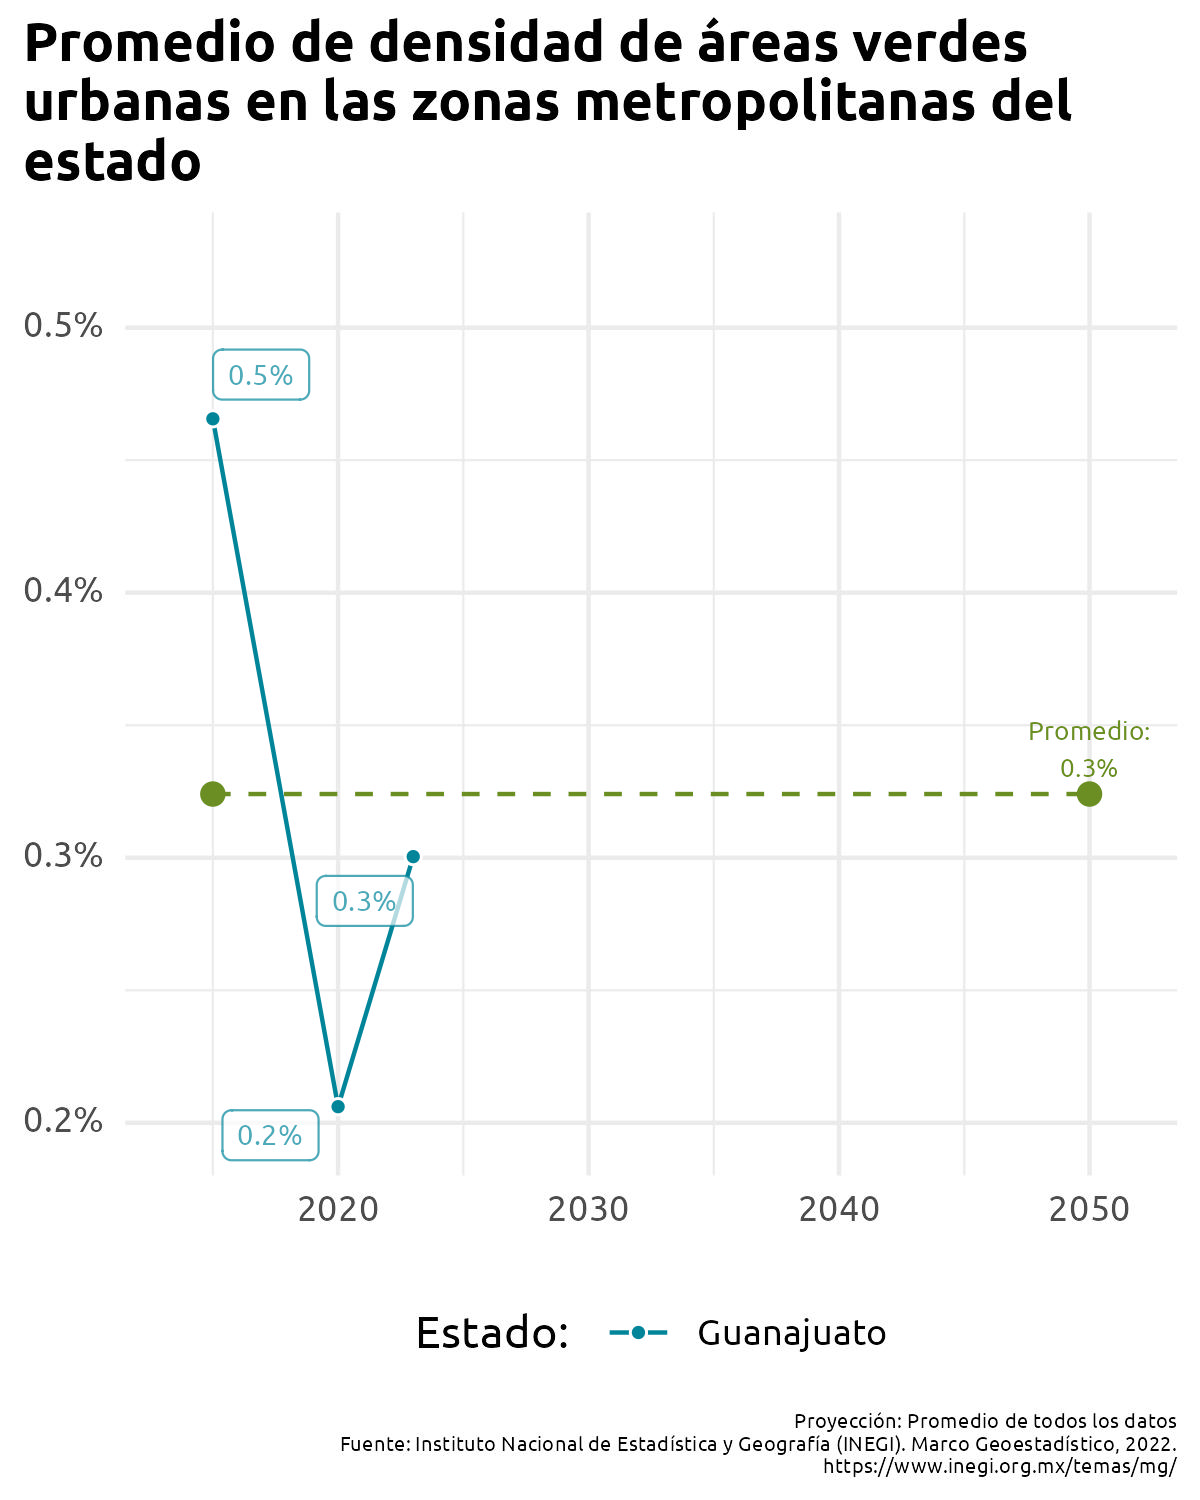 Promedio de densidad de áreas verdes
urbanas en las zonas metropolitanas del
estado
0.5%
0.5%
0.4%
Promedio:
0.3%
0.3%
0.3%
0.2%
0.2%
2020 2030 2040 2050
Estado: Guanajuato
Proyección: Promedio de todos los datos
Fuente: Instituto Nacional de Estadística y Geografía (INEGI). Marco Geoestadístico, 2022.
https://www.inegi.org.mx/temas/mg/